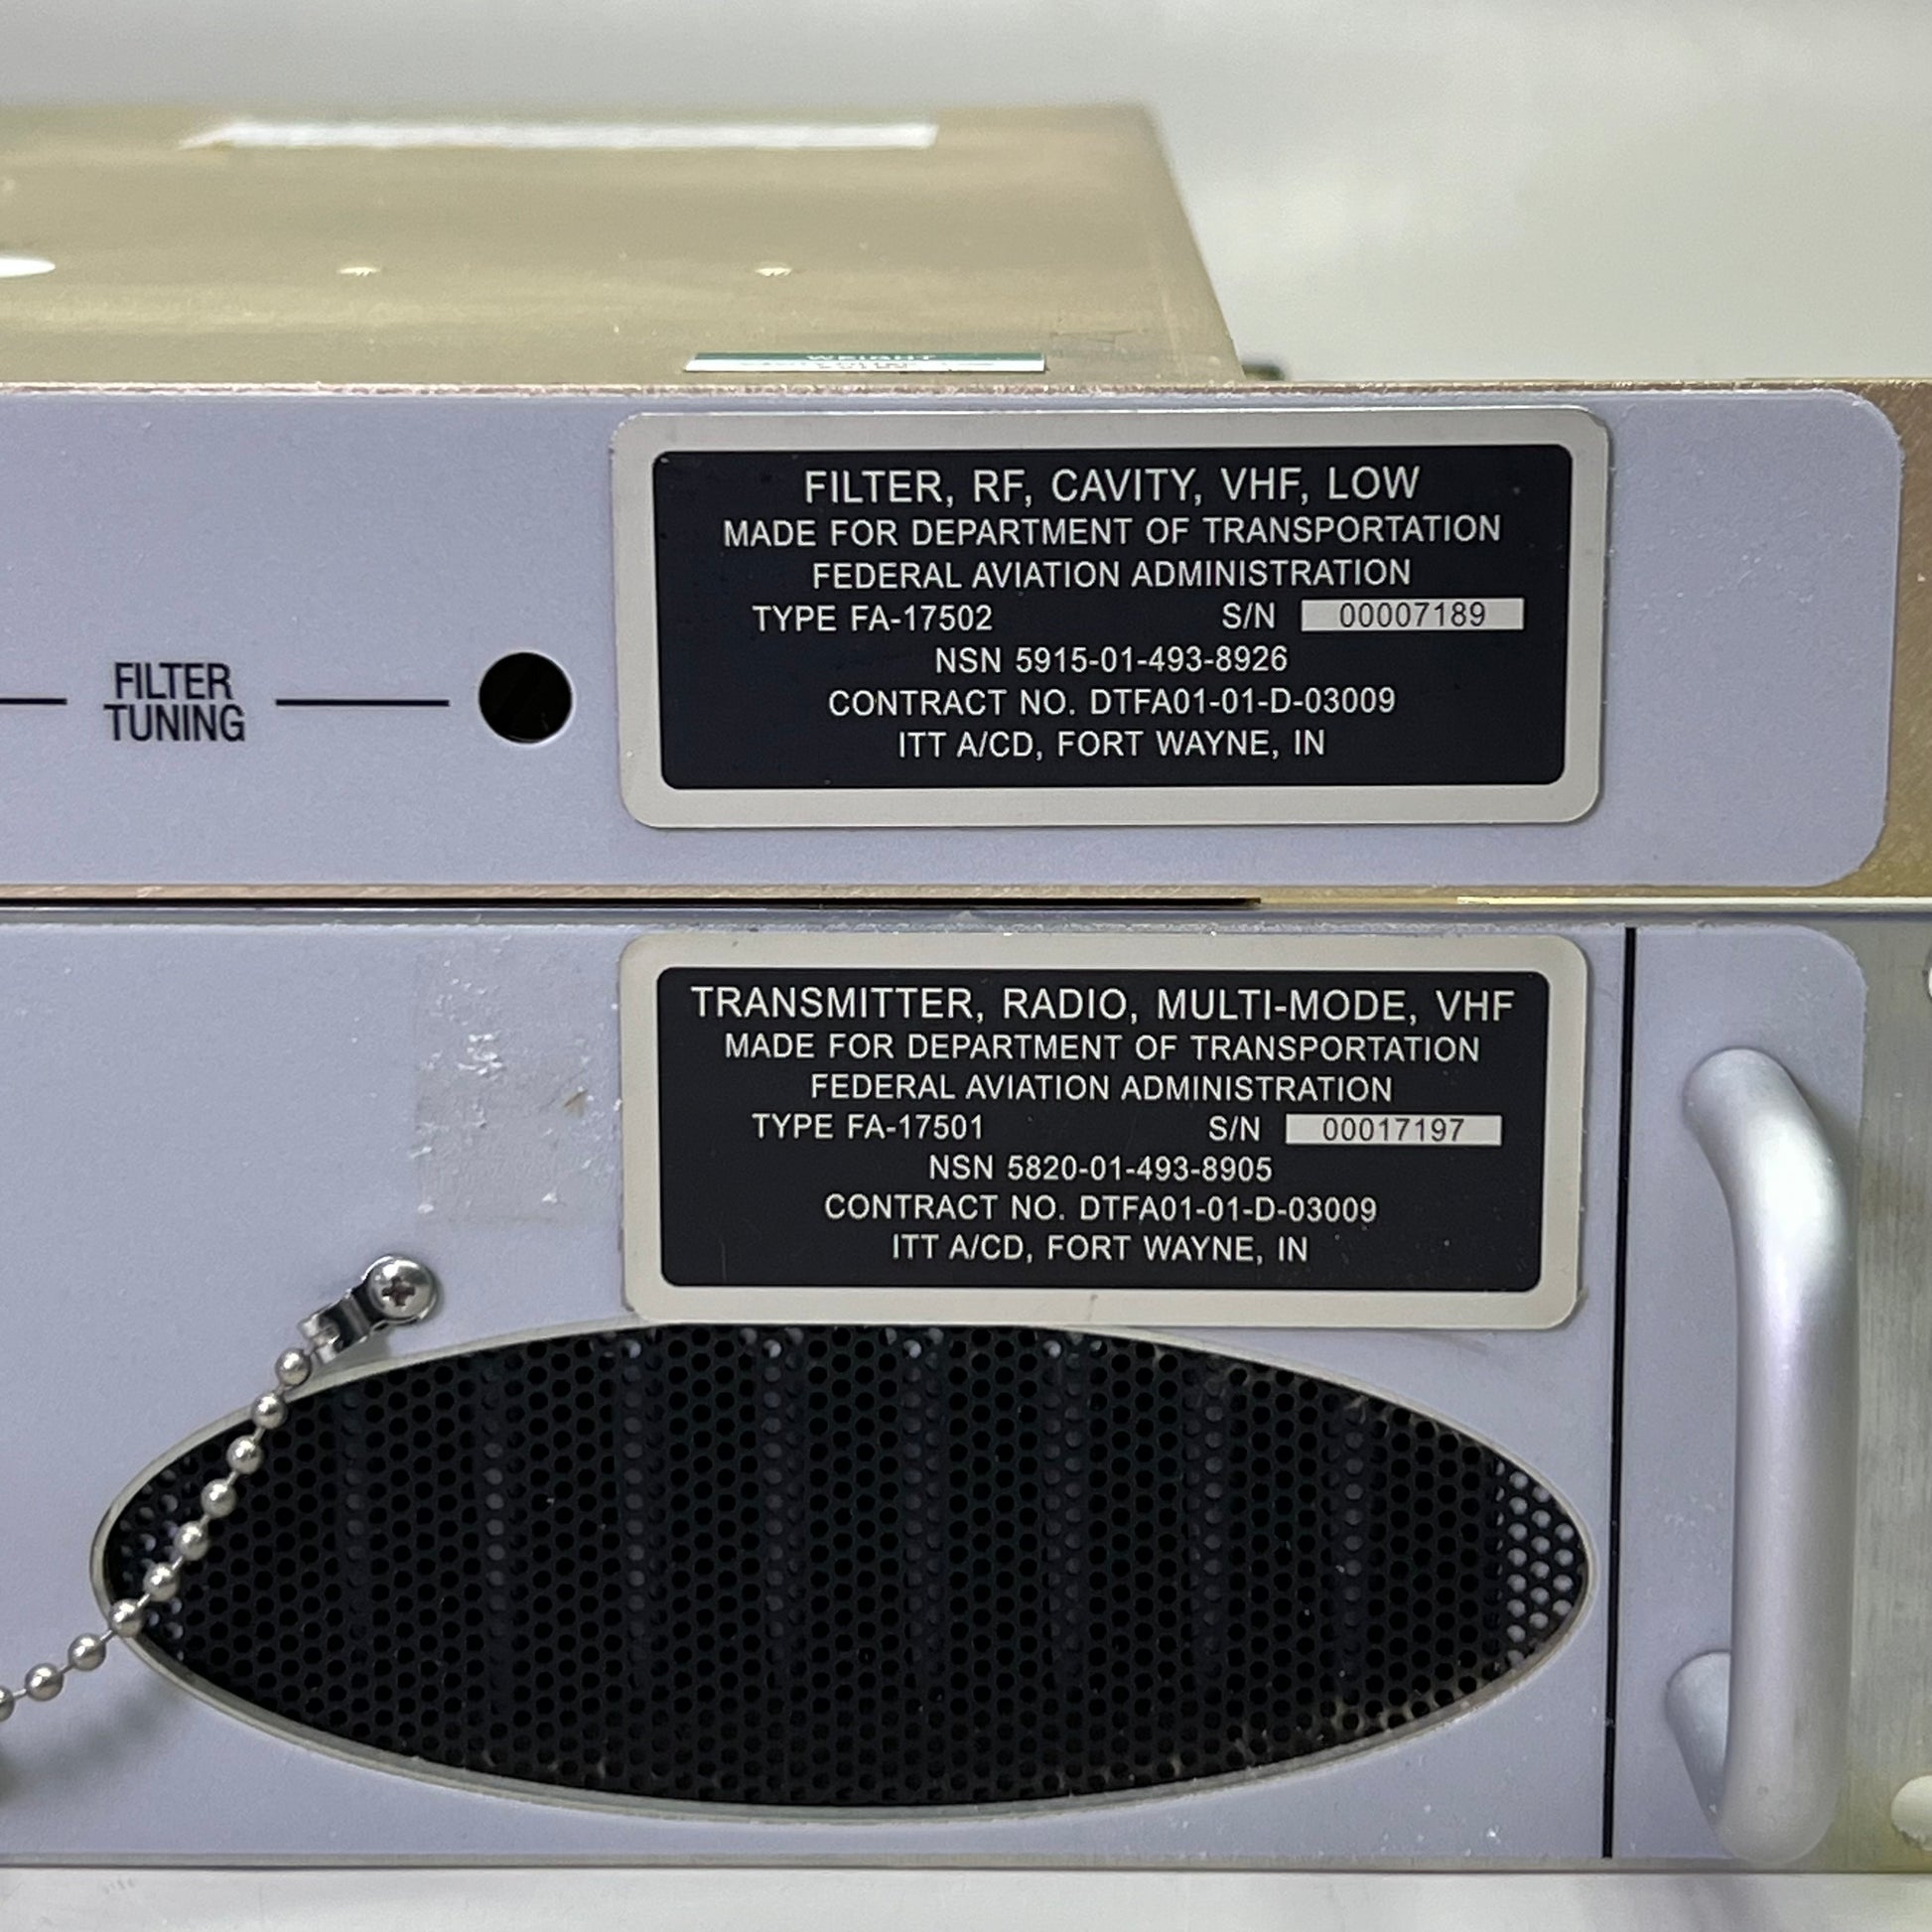 WEIGHT
FILTER, RF, CAVITY, VHF, LOW
MADE FOR DEPARTMENT OF TRANSPORTATION
FEDERAL AVIATION ADMINISTRATION
TYPE FA-17502 S/N 00007189
NSN 5915-01-493-8926
CONTRACT NO. DTFA01-01-D-03009
ITT A/CD, FORT WAYNE, IN
FILTER
TUNING
TRANSMITTER, RADIO, MULTI-MODE, VHF
MADE FOR DEPARTMENT OF TRANSPORTATION
FEDERAL AVIATION ADMINISTRATION
TYPE FA-17501 S/N 00017197
NSN 5820-01-493-8905
CONTRACT NO. DTFA01-01-D-03009
ITT A/CD, FORT WAYNE, IN